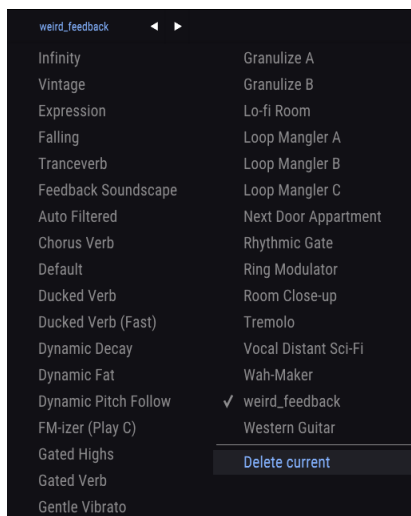 weird_feedback
Infinity
Vintage
Expression
Falling
Tranceverb
Feedback Soundscape
Auto Filtered
Chorus Verb
Default
Ducked Verb
Ducked Verb (Fast)
Dynamic Decay
Dynamic Fat
Dynamic Pitch Follow
FM-izer (Play C)
Gated Highs
Gated Verb
Gentle Vibrato
Granulize A
Granulize B
Lo-fi Room
Loop Mangler A
Loop Mangler B
Loop Mangler C
Next Door Appartment
Rhythmic Gate
Ring Modulator
Room Close-up
Tremolo
Vocal Distant Sci-Fi
Wah-Maker
weird_feedback
Western Guitar
Delete current